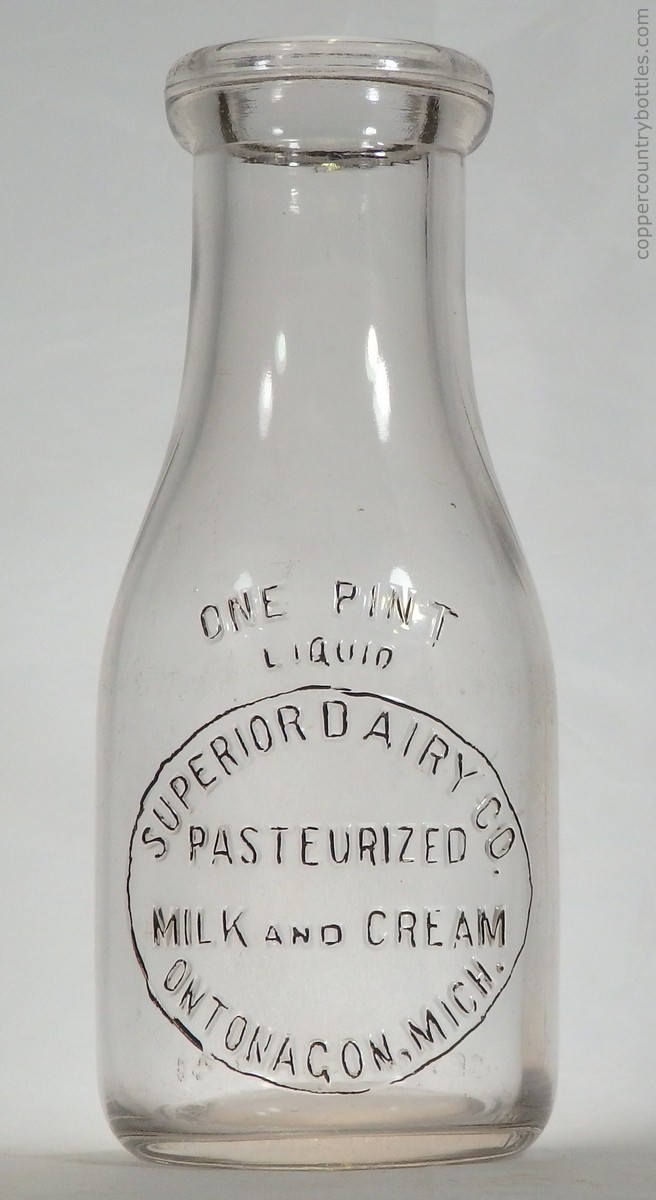 ONE PINT
LIQUID
SUPERIOR DAIRY CO.
PASTEURIZED
MILK AND CREAM
ONTONAGON, MICH.
coppercountrybottles.com